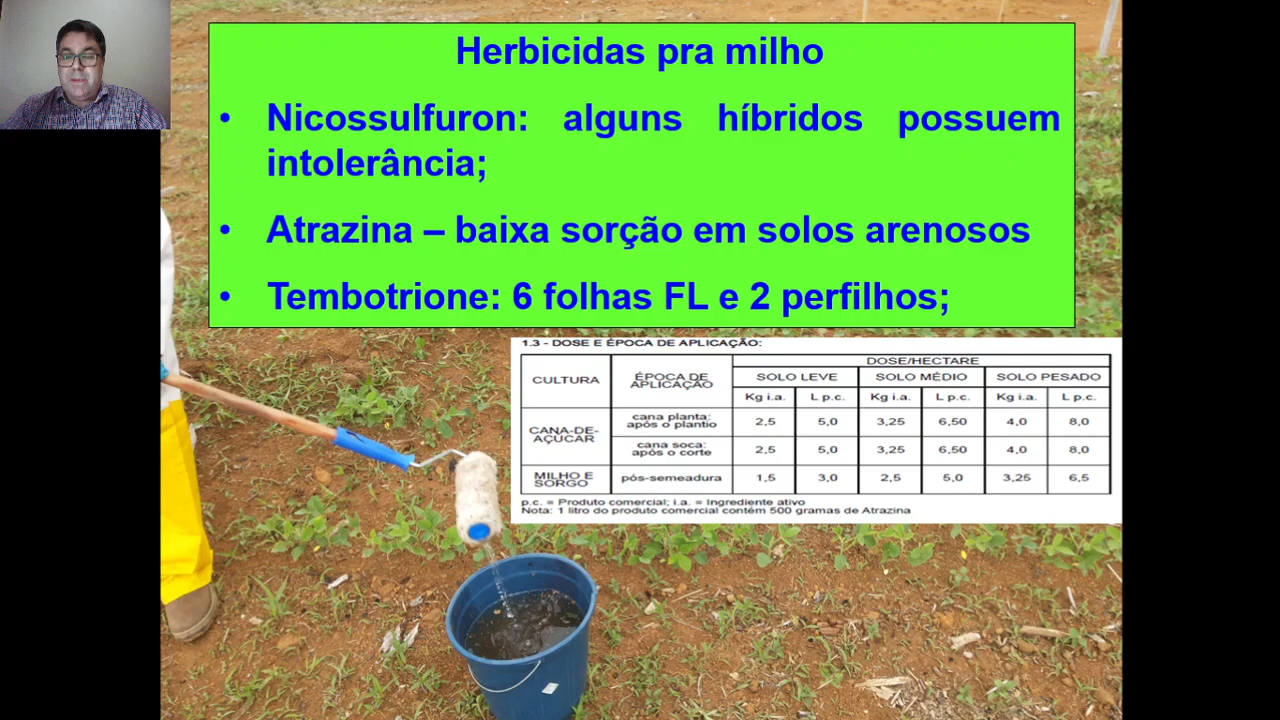 Herbicidas pra milho
• Nicossulfuron: alguns híbridos possuem
intolerância;
• Atrazina – baixa sorção em solos arenosos
• Tembotrione: 6 folhas FL e 2 perfilhos;
1.3 - DOSE E ÉPOCA DE APLICAÇÃO:
CULTURA ÉPOCA DE APLICAÇÃO DOSE/HECTARE
SOLO LEVE SOLO MÉDIO SOLO PESADO
Kg i.a. L p.c. Kg i.a. L p.c. Kg i.a. L p.c.
CANA-DE-AÇÚCAR cana planta: após o plantio 2,5 5,0 3,25 6,50 4,0 8,0
cana soca: após o corte 2,5 5,0 3,25 6,50 4,0 8,0
MILHO E SORGO pós-semeadura 1,5 3,0 2,5 5,0 3,25 6,5
p.c. = Produto comercial; i.a. = Ingrediente ativo
Nota: 1 litro do produto comercial contém 500 gramas de Atrazina